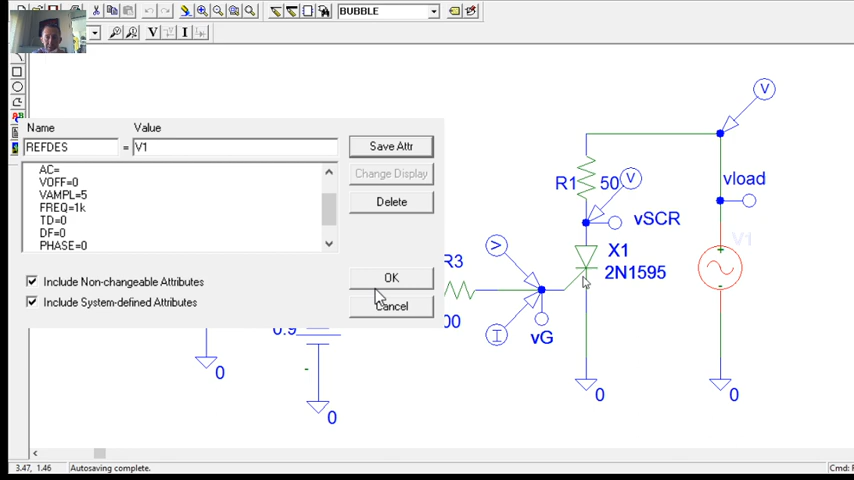 BUBBLE
Name
Value
REFDES
=
V1
Save Attr
AC=
VOFF=0
VAMPL=5
FREQ=1k
TD=0
DF=0
PHASE=0
Change Display
Delete
Include Non-changeable Attributes
Include System-defined Attributes
OK
Cancel
V
R1
50
V
vload
vSCR
V1
>
X1
2N1595
R3
00
I
vG
0.9
0
0
0
0
3.47, 1.46
Autosaving complete.
Cmd: